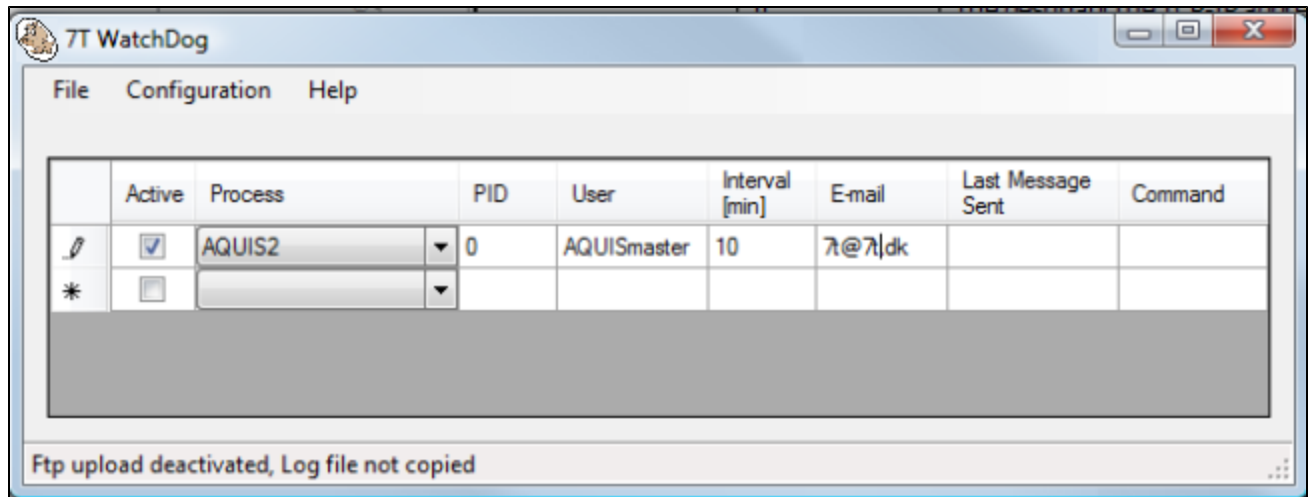 7T WatchDog
File Configuration Help
Active Process PID User Interval [min] E-mail Last Message Sent Command
AQUIS2 0 AQUISmaster 10 7t@7t.dk
Ftp upload deactivated, Log file not copied